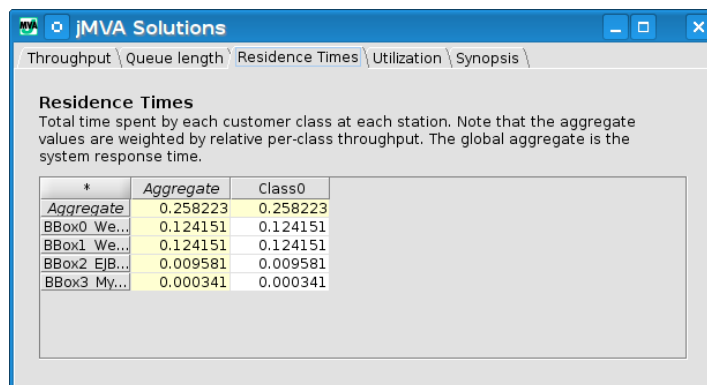 MVA jMVA Solutions
Throughput Queue length Residence Times Utilization Synopsis
Residence Times
Total time spent by each customer class at each station. Note that the aggregate
values are weighted by relative per-class throughput. The global aggregate is the
system response time.
* Aggregate Class0
Aggregate 0.258223 0.258223
BBox0 We... 0.124151 0.124151
BBox1 We... 0.124151 0.124151
BBox2 EJB... 0.009581 0.009581
BBox3 My... 0.000341 0.000341